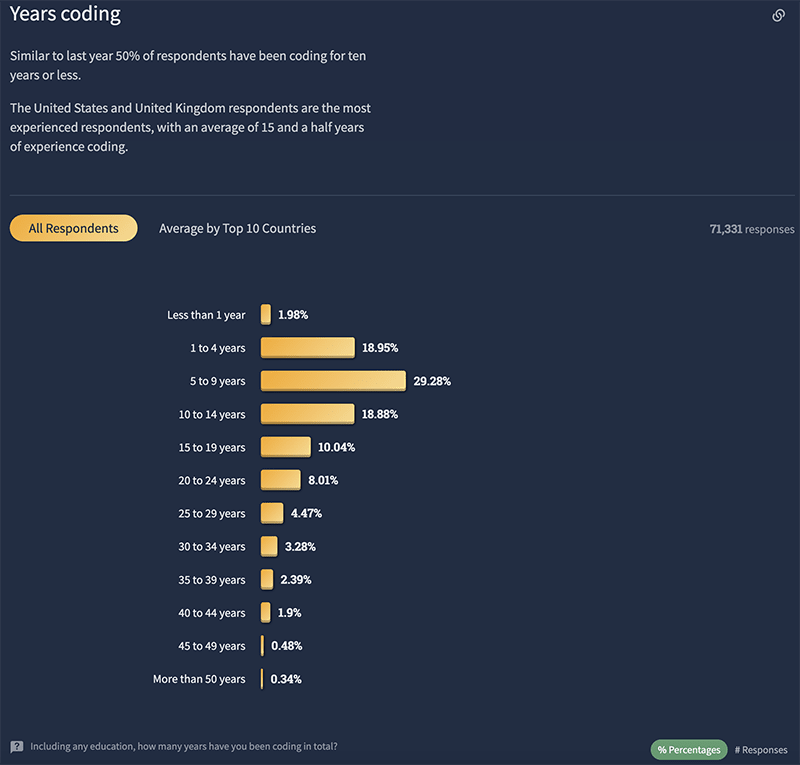 Years coding
Similar to last year 50% of respondents have been coding for ten
years or less.
The United States and United Kingdom respondents are the most
experienced respondents, with an average of 15 and a half years
of experience coding.
All Respondents
Average by Top 10 Countries
71,331 responses
Less than 1 year 1.98%
1 to 4 years 18.95%
5 to 9 years 29.28%
10 to 14 years 18.88%
15 to 19 years 10.04%
20 to 24 years 8.01%
25 to 29 years 4.47%
30 to 34 years 3.28%
35 to 39 years 2.39%
40 to 44 years 1.9%
45 to 49 years 0.48%
More than 50 years 0.34%
? Including any education, how many years have you been coding in total?
% Percentages
# Responses